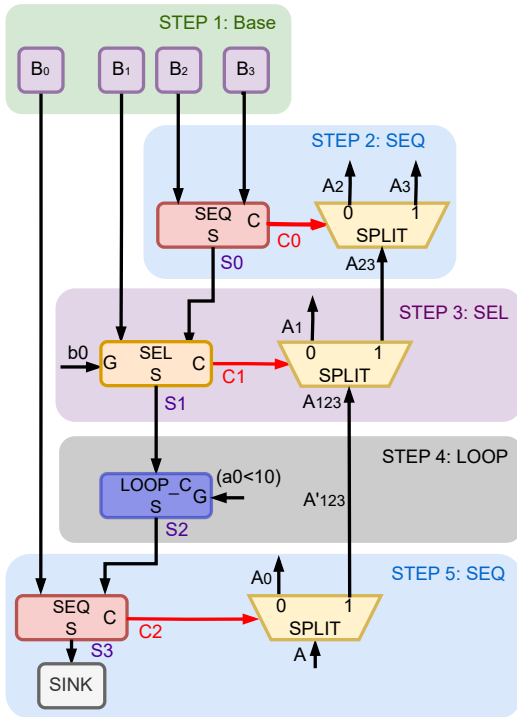 STEP 1: Base
B₀ B₁ B₂ B₃
STEP 2: SEQ
A₂ A₃
0 1
SPLIT
SEQ C
S
C0
S0
A₂₃
STEP 3: SEL
A₁
b0
G SEL C
S
C1
0 1
SPLIT
S1
A₁₂₃
STEP 4: LOOP
LOOP_C G
S
(a0<10)
A'₁₂₃
S2
STEP 5: SEQ
A₀
0 1
SPLIT
SEQ C
S
C2
A
S3
SINK